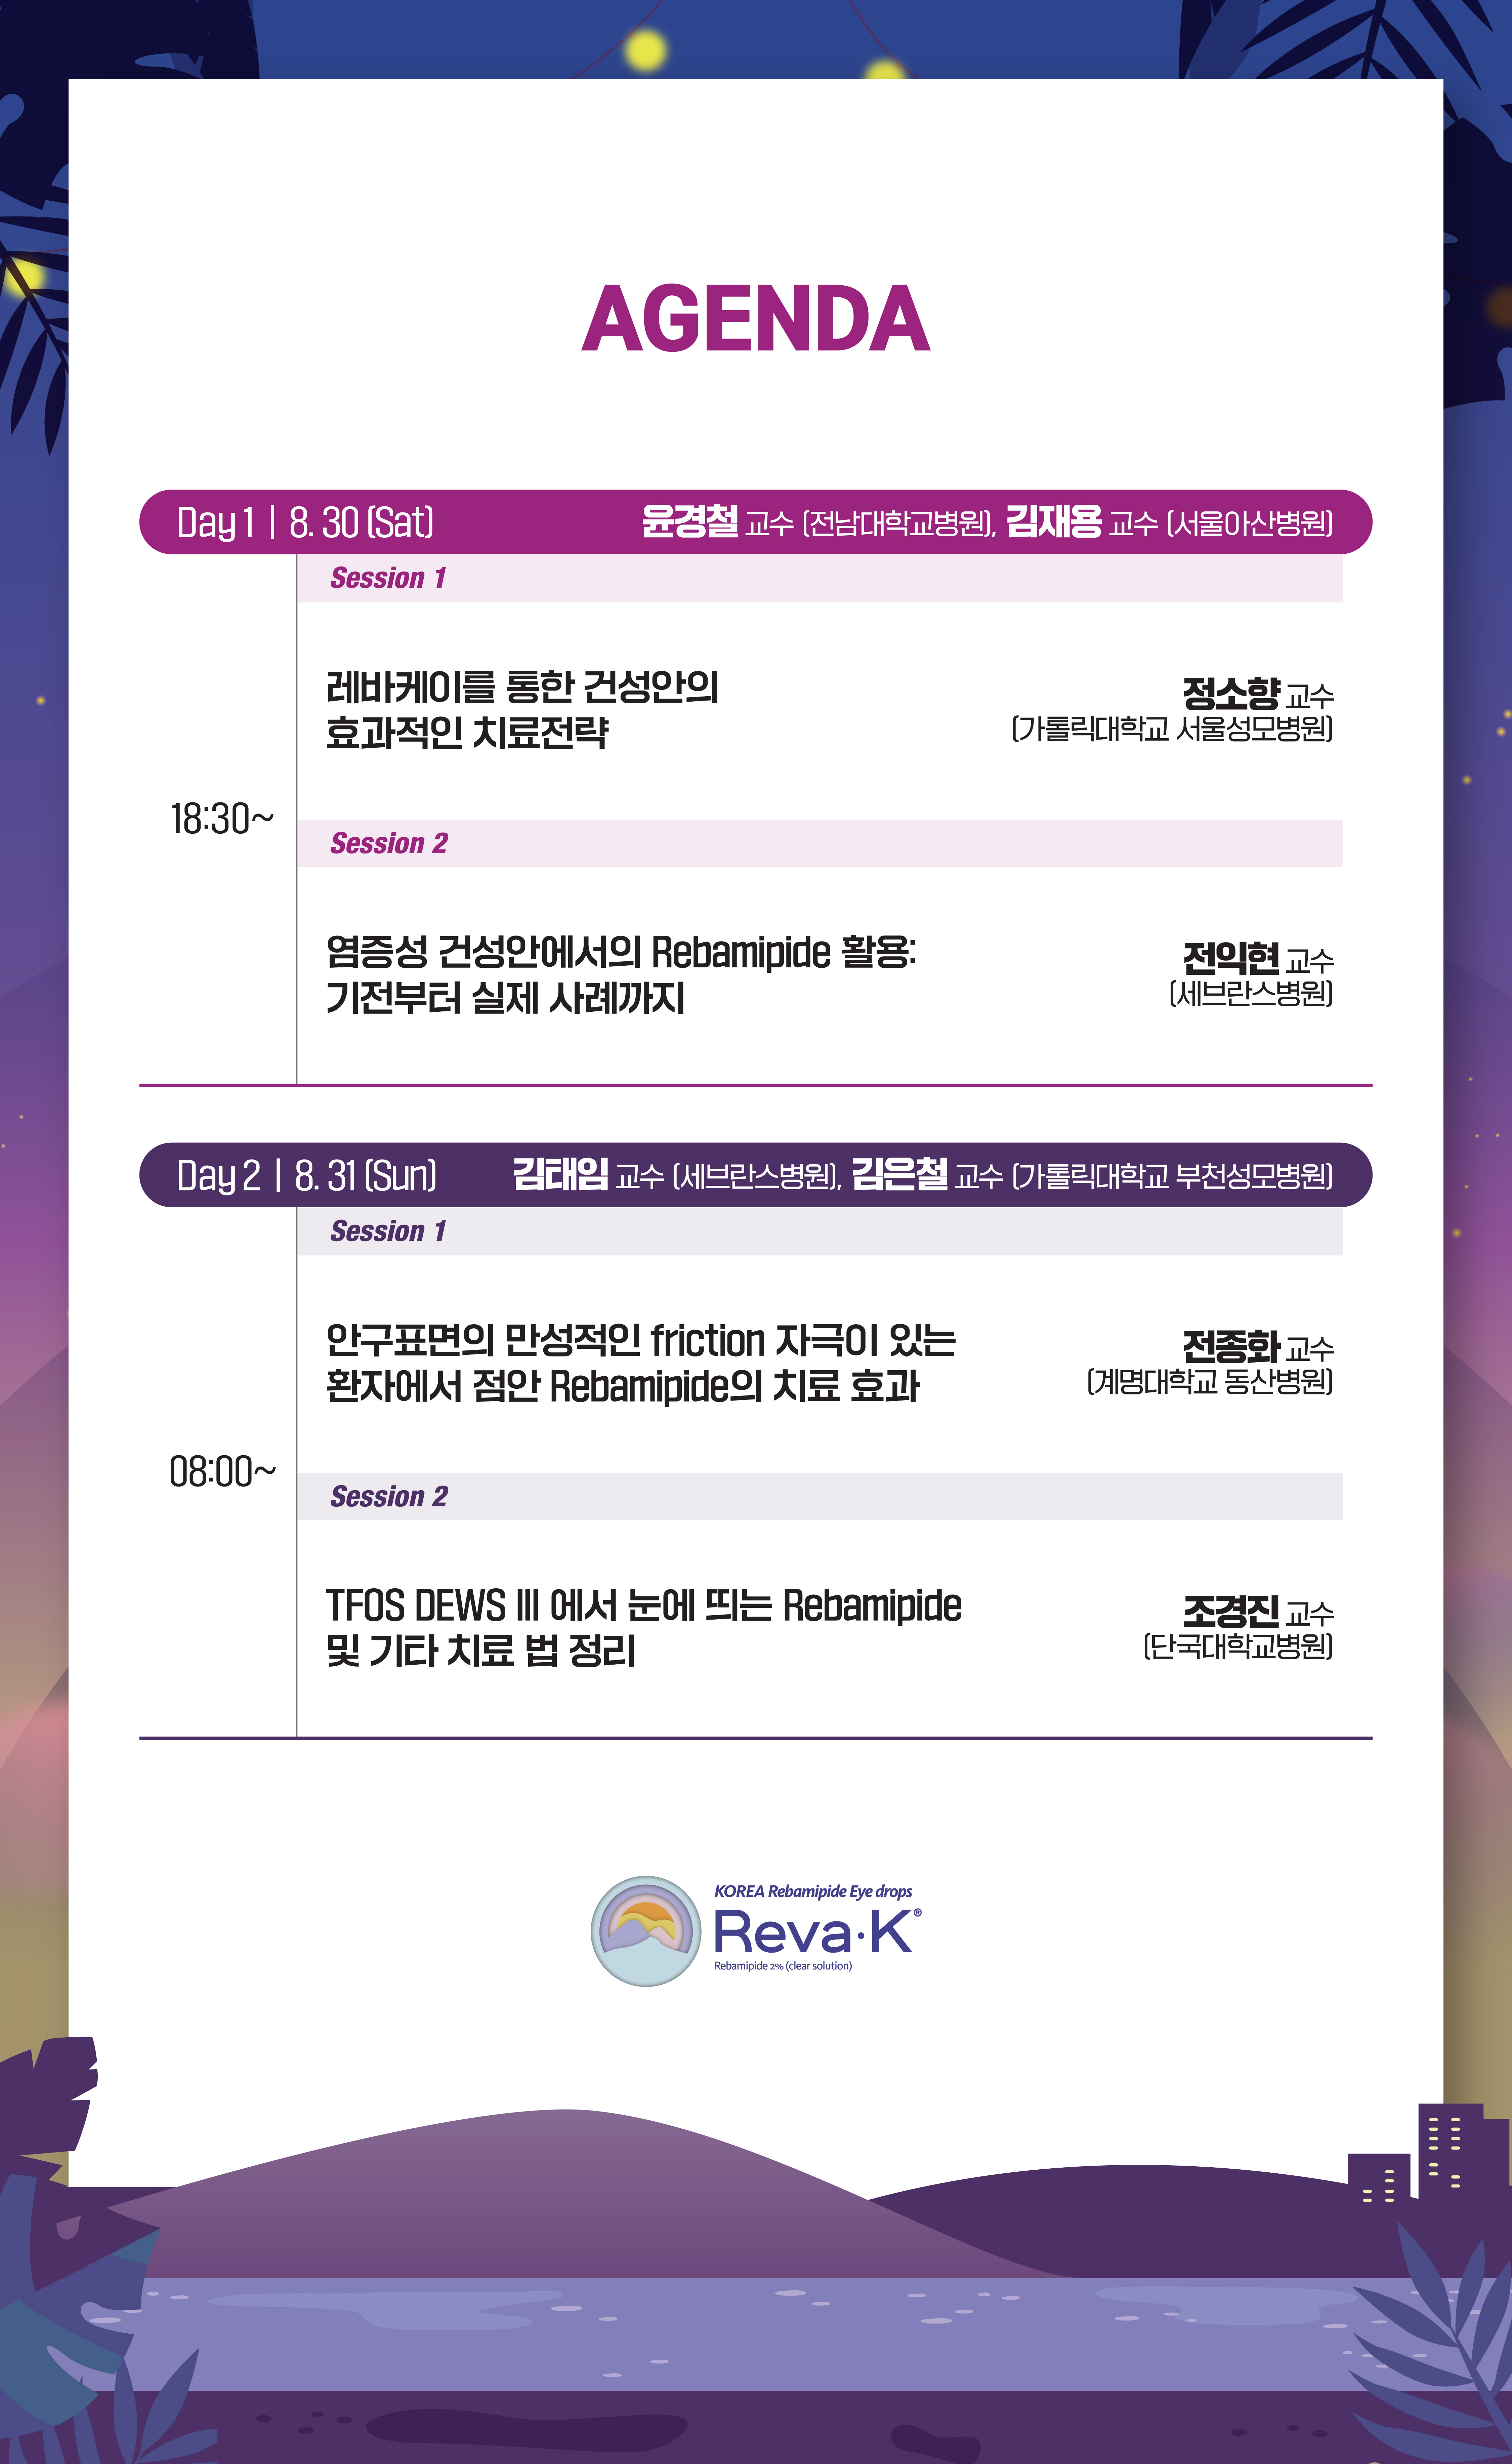 AGENDA
Day 1 | 8. 30 (Sat) 윤경철 교수 (전남대학교병원), 김재용 교수 (서울아산병원)
Session 1
레바케이를 통한 건성안의
효과적인 치료전략
정소향 교수
(가톨릭대학교 서울성모병원)
18:30~
Session 2
염증성 건성안에서의 Rebamipide 활용:
기전부터 실제 사례까지
전익현 교수
(세브란스병원)
Day 2 | 8. 31 (Sun) 김태임 교수 (세브란스병원), 김은철 교수 (가톨릭대학교 부천성모병원)
Session 1
안구표면의 만성적인 friction 자극이 있는
환자에서 점안 Rebamipide의 치료 효과
전종화 교수
(계명대학교 동산병원)
08:00~
Session 2
TFOS DEWS III 에서 눈에 띄는 Rebamipide
및 기타 치료 법 정리
조경진 교수
(단국대학교병원)
KOREA Rebamipide Eye drops
Reva·K®
Rebamipide 2% (clear solution)